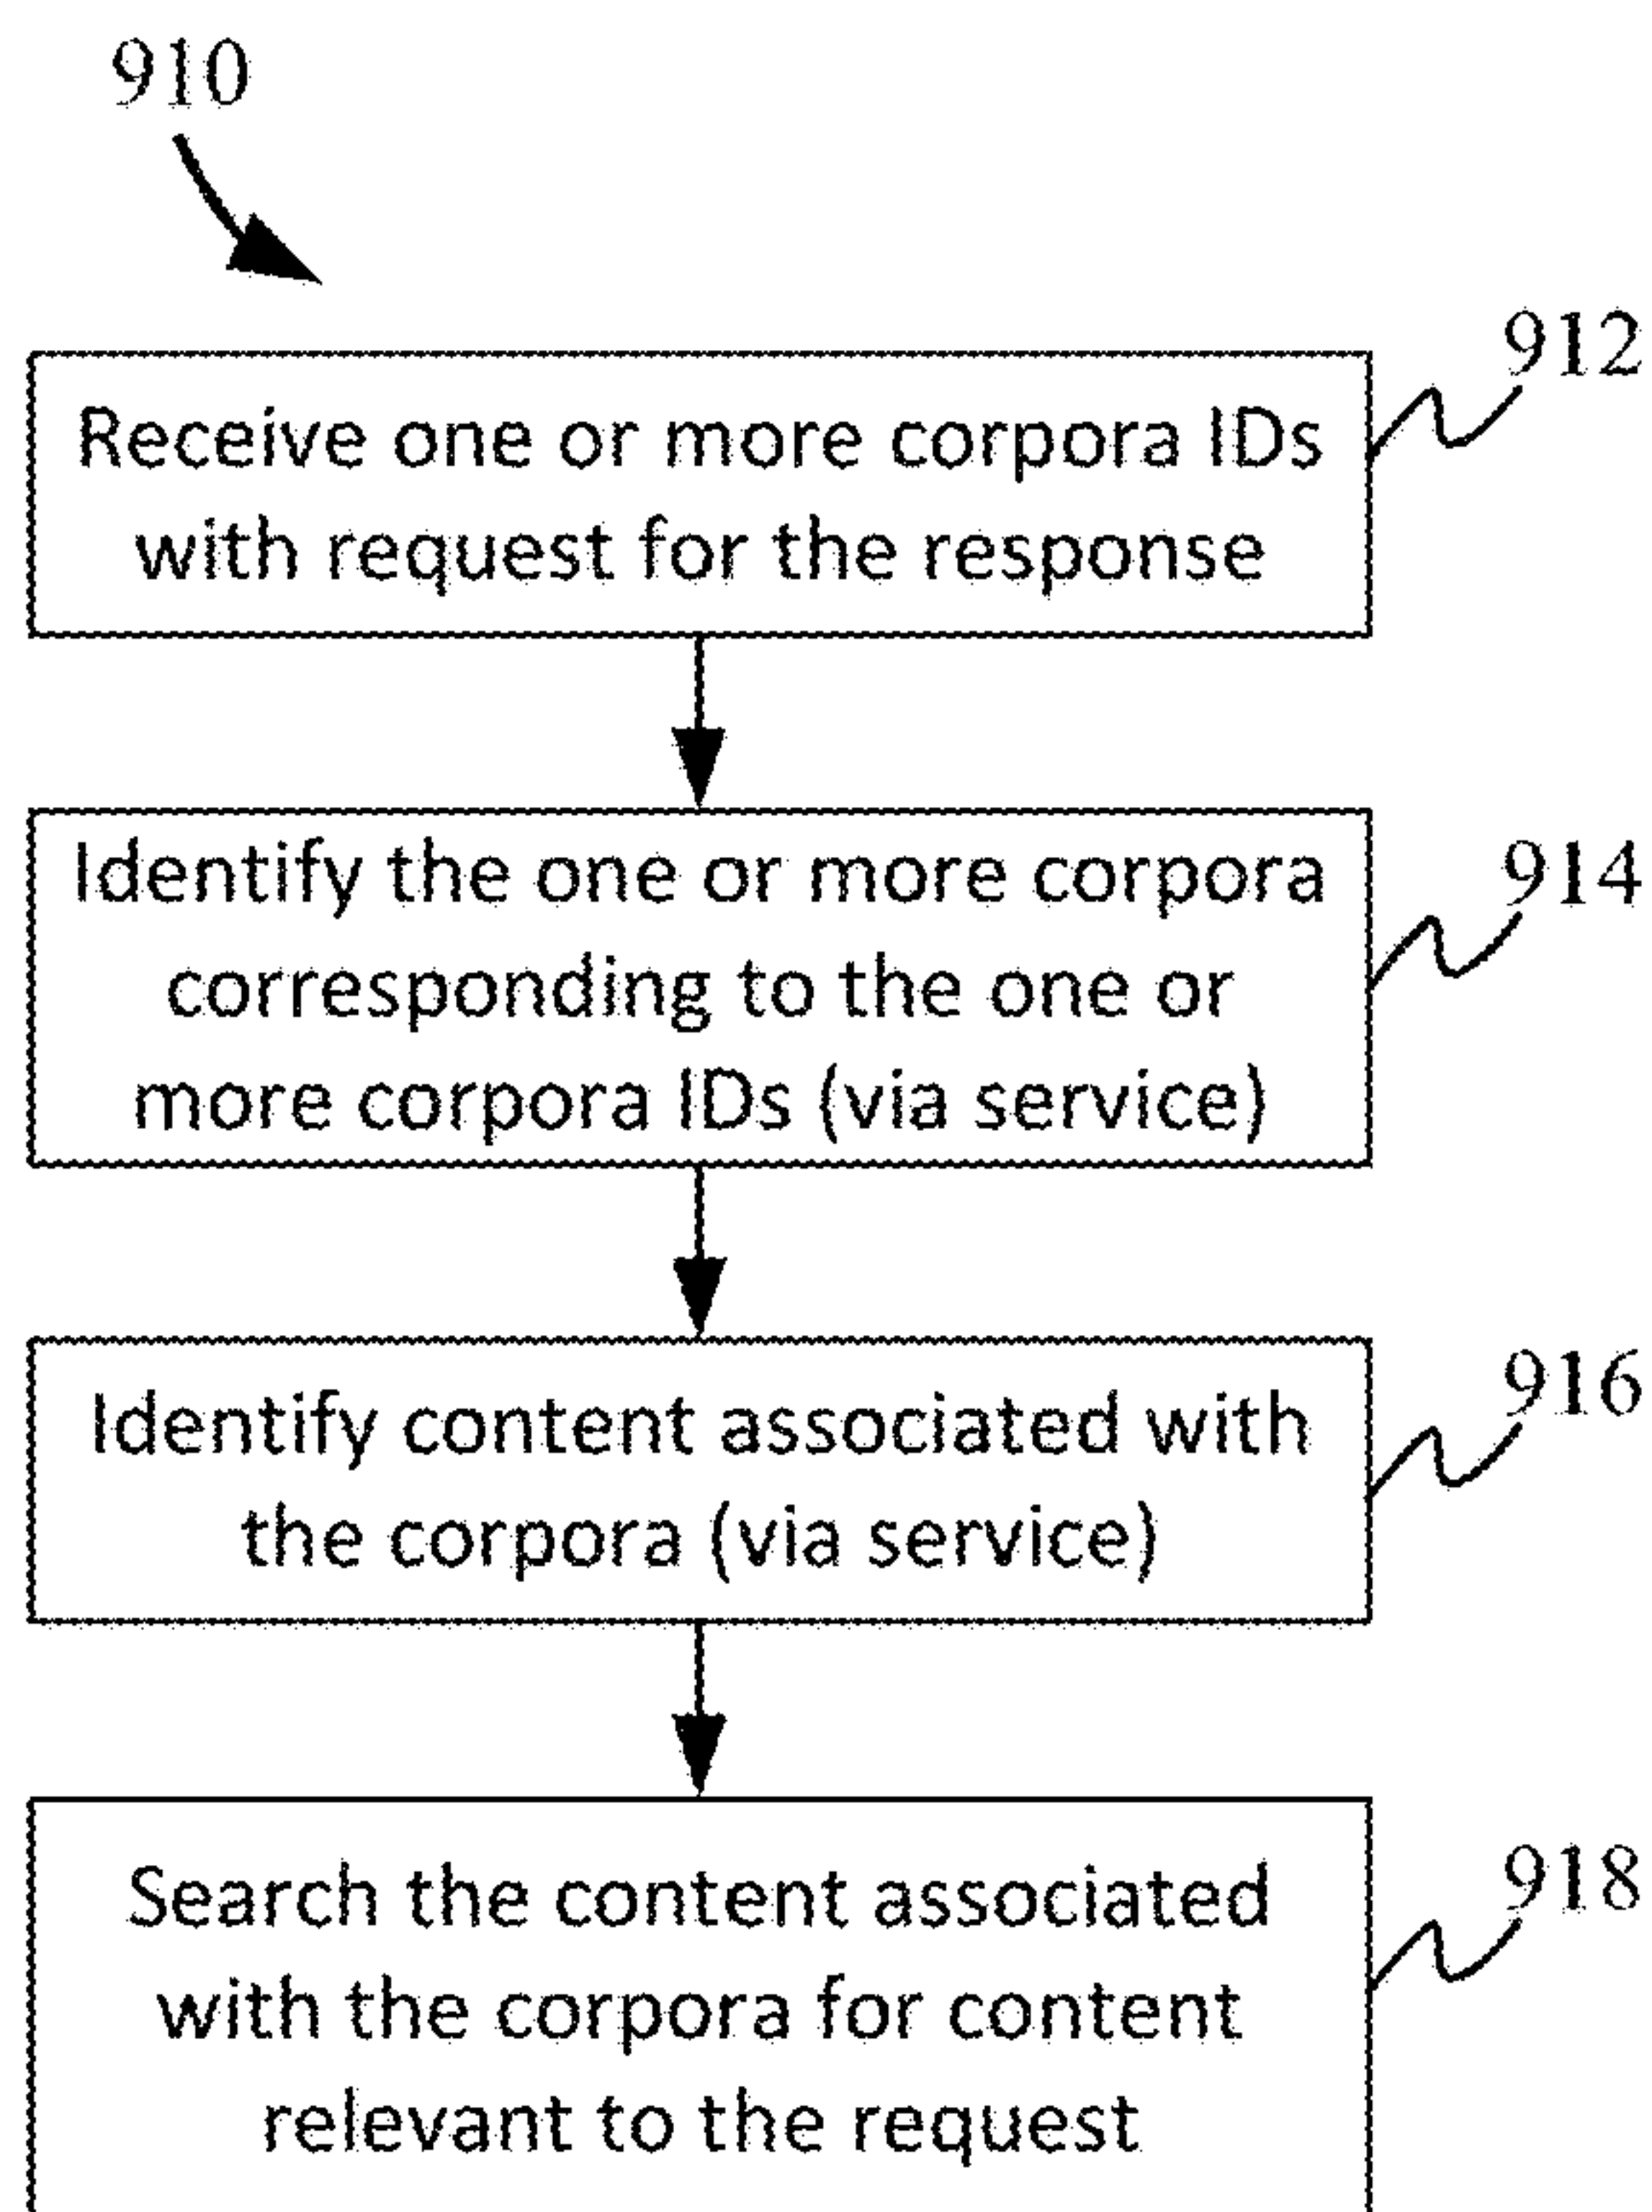 910
912
Receive one or more corpora IDs
with request for the response
914
Identify the one or more corpora
corresponding to the one or
more corpora IDs (via service)
916
Identify content associated with
the corpora (via service)
918
Search the content associated
with the corpora for content
relevant to the request